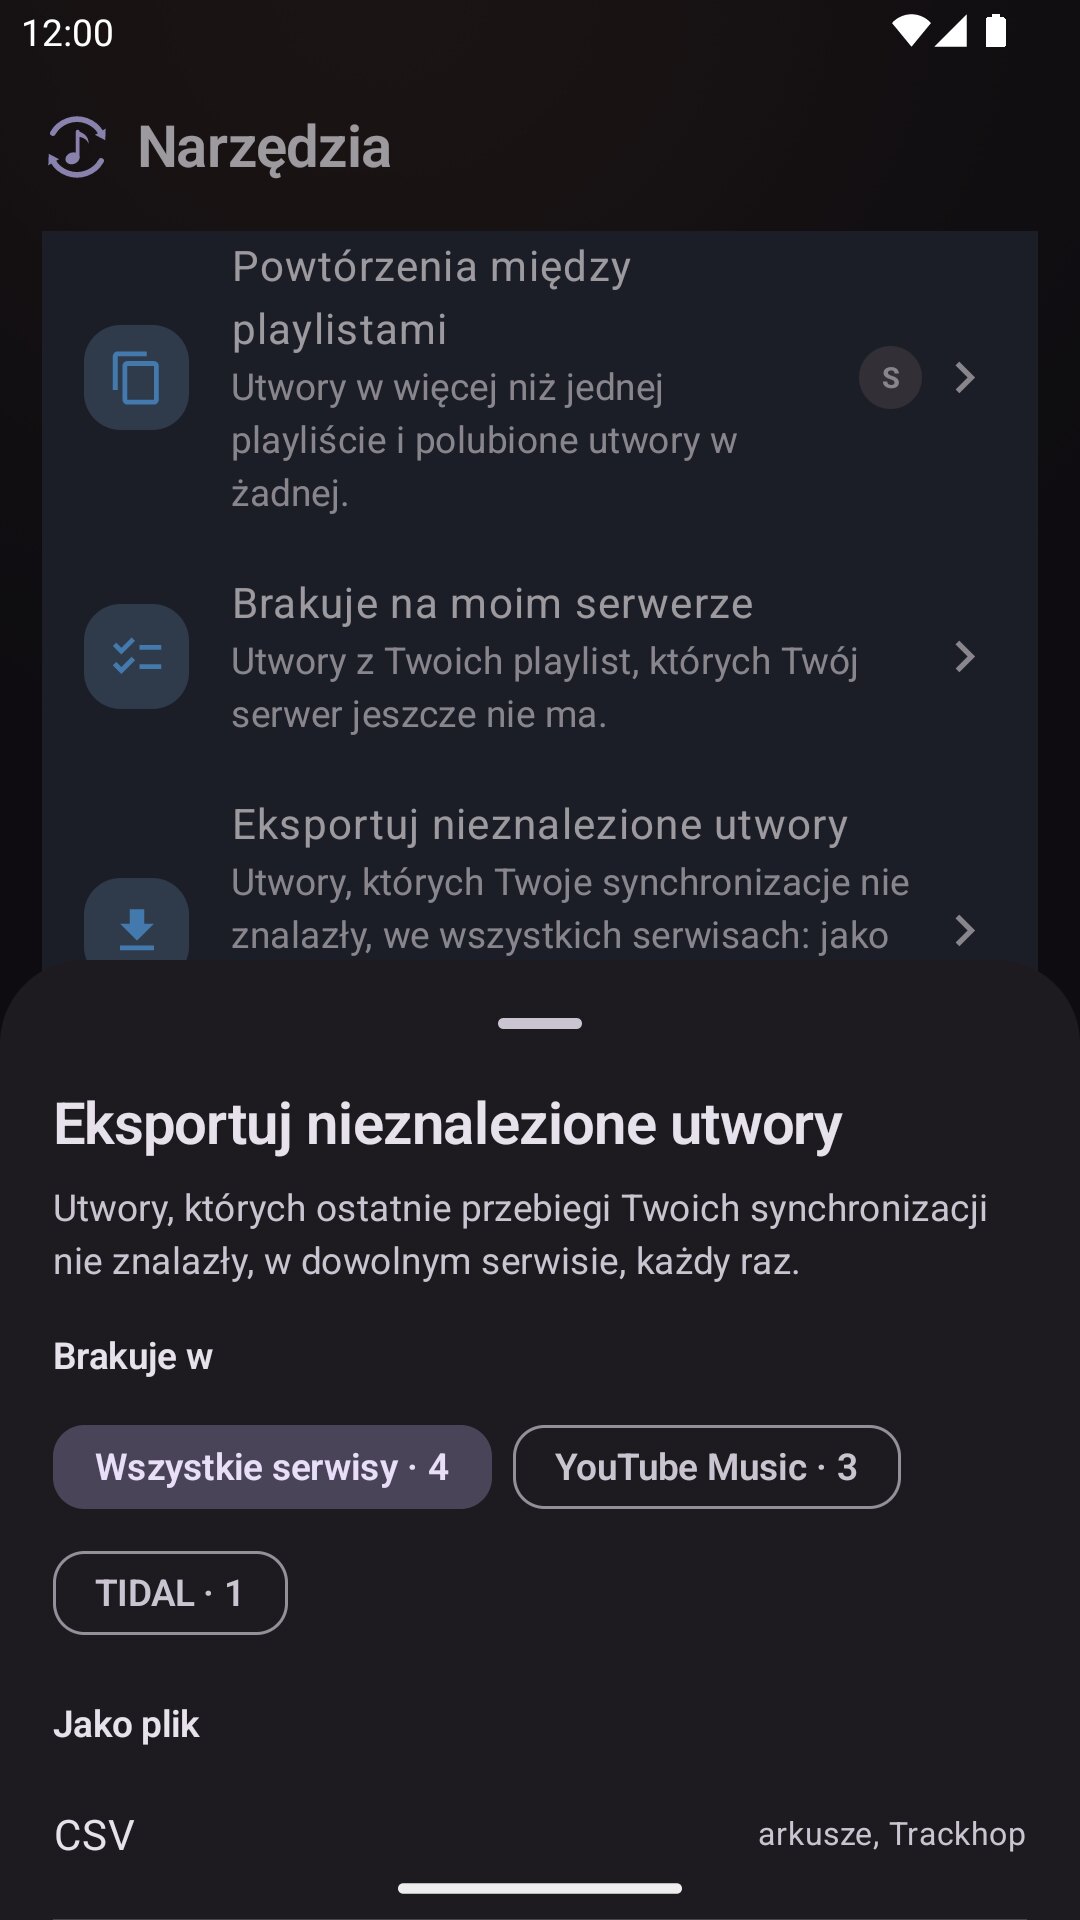 12:00
Narzędzia
Powtórzenia między
playlistami
Utwory w więcej niż jednej
playliście i polubione utwory w
żadnej.
S
Brakuje na moim serwerze
Utwory z Twoich playlist, których Twój
serwer jeszcze nie ma.
Eksportuj nieznalezione utwory
Utwory, których Twoje synchronizacje nie
znalazły, we wszystkich serwisach: jako
Eksportuj nieznalezione utwory
Utwory, których ostatnie przebiegi Twoich synchronizacji
nie znalazły, w dowolnym serwisie, każdy raz.
Brakuje w
Wszystkie serwisy · 4
YouTube Music · 3
TIDAL · 1
Jako plik
CSV
arkusze, Trackhop